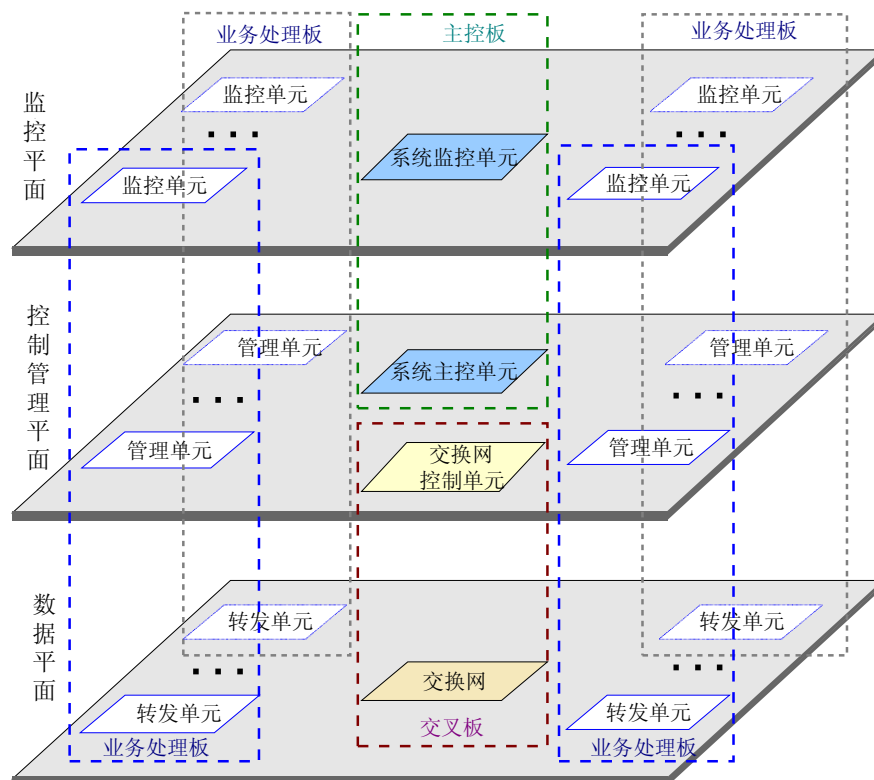 业务处理板
主控板
业务处理板
监控平面
监控单元
监控单元
系统监控单元
监控单元
监控单元
控制管理平面
管理单元
管理单元
系统主控单元
管理单元
管理单元
交换网
控制单元
数据平面
转发单元
转发单元
交换网
转发单元
转发单元
业务处理板
交叉板
业务处理板